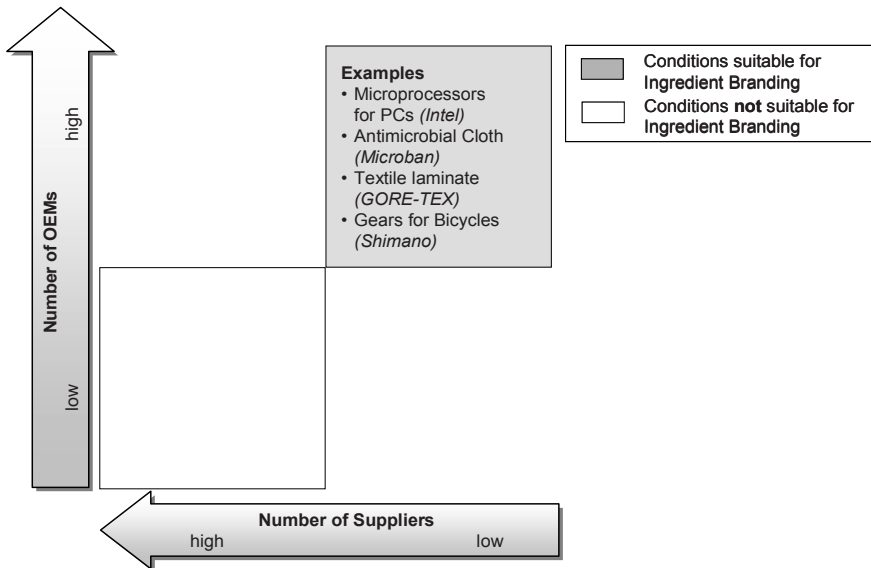 Examples
• Microprocessors
for PCs (Intel)
• Antimicrobial Cloth
(Microban)
• Textile laminate
(GORE-TEX)
• Gears for Bicycles
(Shimano)
Conditions suitable for
Ingredient Branding
Conditions not suitable for
Ingredient Branding
high
Number of OEMs
low
Number of Suppliers
high low